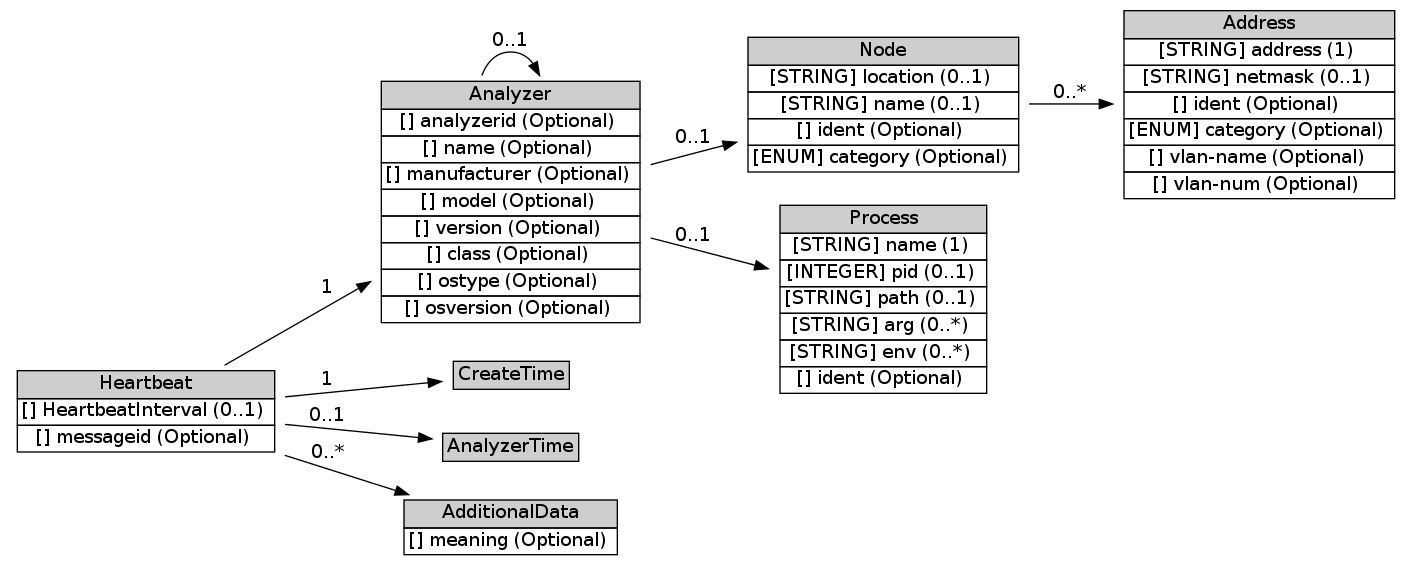 0..1
Analyzer
[] analyzerid (Optional)
[] name (Optional)
[] manufacturer (Optional)
[] model (Optional)
[] version (Optional)
[] class (Optional)
[] ostype (Optional)
[] osversion (Optional)
0..1
0..1
Node
[STRING] location (0..1)
[STRING] name (0..1)
[] ident (Optional)
[ENUM] category (Optional)
0..*
Address
[STRING] address (1)
[STRING] netmask (0..1)
[] ident (Optional)
[ENUM] category (Optional)
[] vlan-name (Optional)
[] vlan-num (Optional)
Process
[STRING] name (1)
[INTEGER] pid (0..1)
[STRING] path (0..1)
[STRING] arg (0..*)
[STRING] env (0..*)
[] ident (Optional)
Heartbeat
[] HeartbeatInterval (0..1)
[] messageid (Optional)
1
1
0..1
0..*
CreateTime
AnalyzerTime
AdditionalData
[] meaning (Optional)